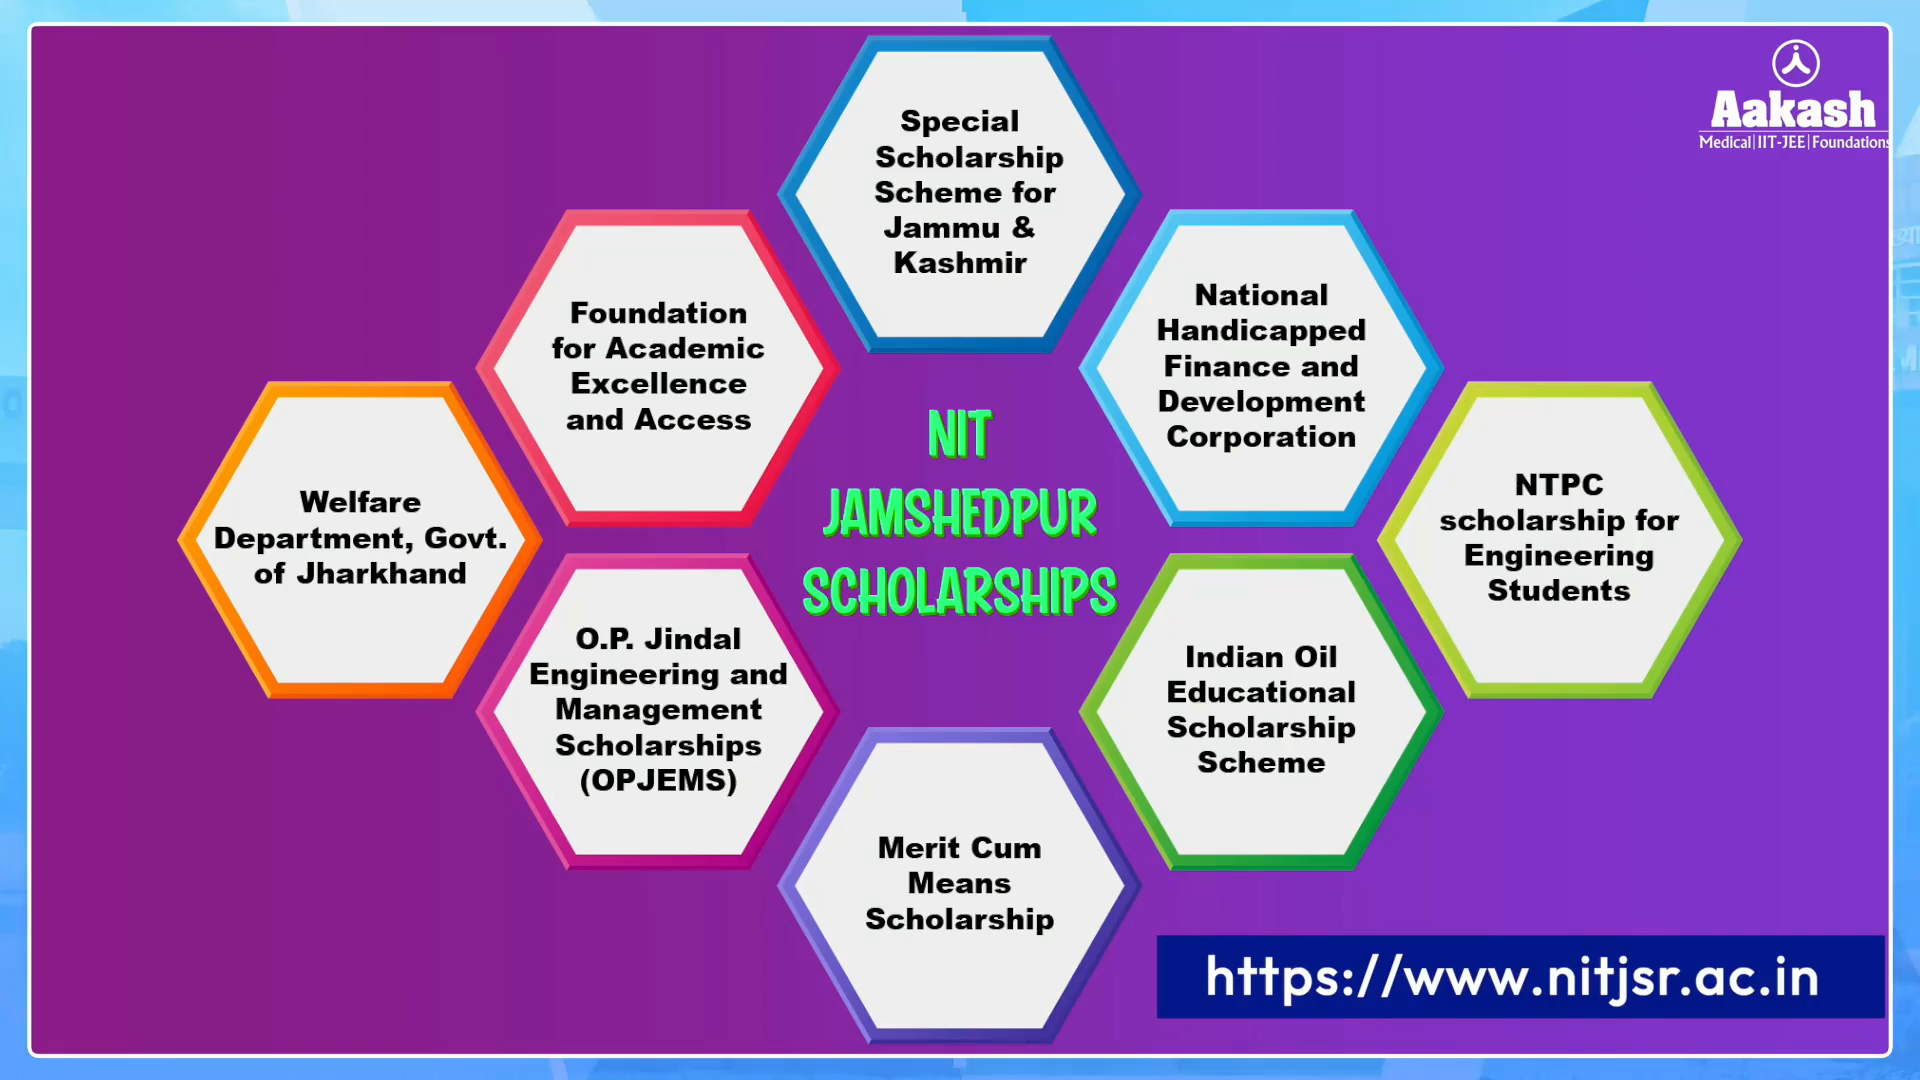 Aakash
Medical|IIT-JEE|Foundations
Special
Scholarship
Scheme for
Jammu &
Kashmir
Foundation
for Academic
Excellence
and Access
National
Handicapped
Finance and
Development
Corporation
NIT
JAMSHEDPUR
SCHOLARSHIPS
Welfare
Department, Govt.
of Jharkhand
NTPC
scholarship for
Engineering
Students
O.P. Jindal
Engineering and
Management
Scholarships
(OPJEMS)
Indian Oil
Educational
Scholarship
Scheme
Merit Cum
Means
Scholarship
https://www.nitjsr.ac.in